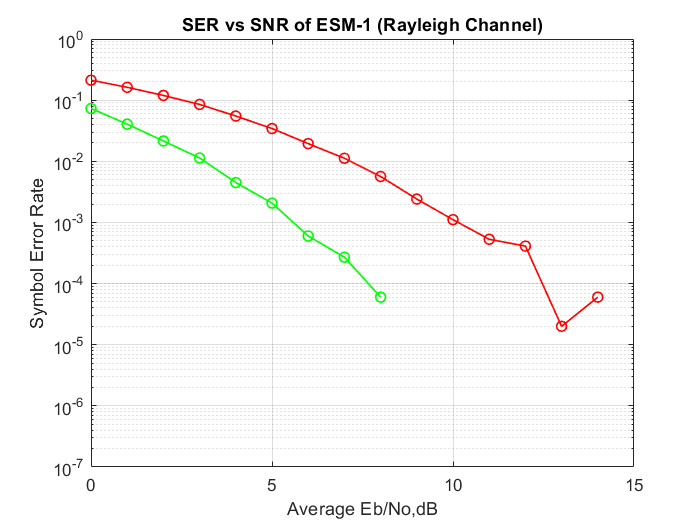 SER vs SNR of ESM-1 (Rayleigh Channel)
Symbol Error Rate
10^0
10^-1
10^-2
10^-3
10^-4
10^-5
10^-6
10^-7
0 5 10 15
Average Eb/No,dB